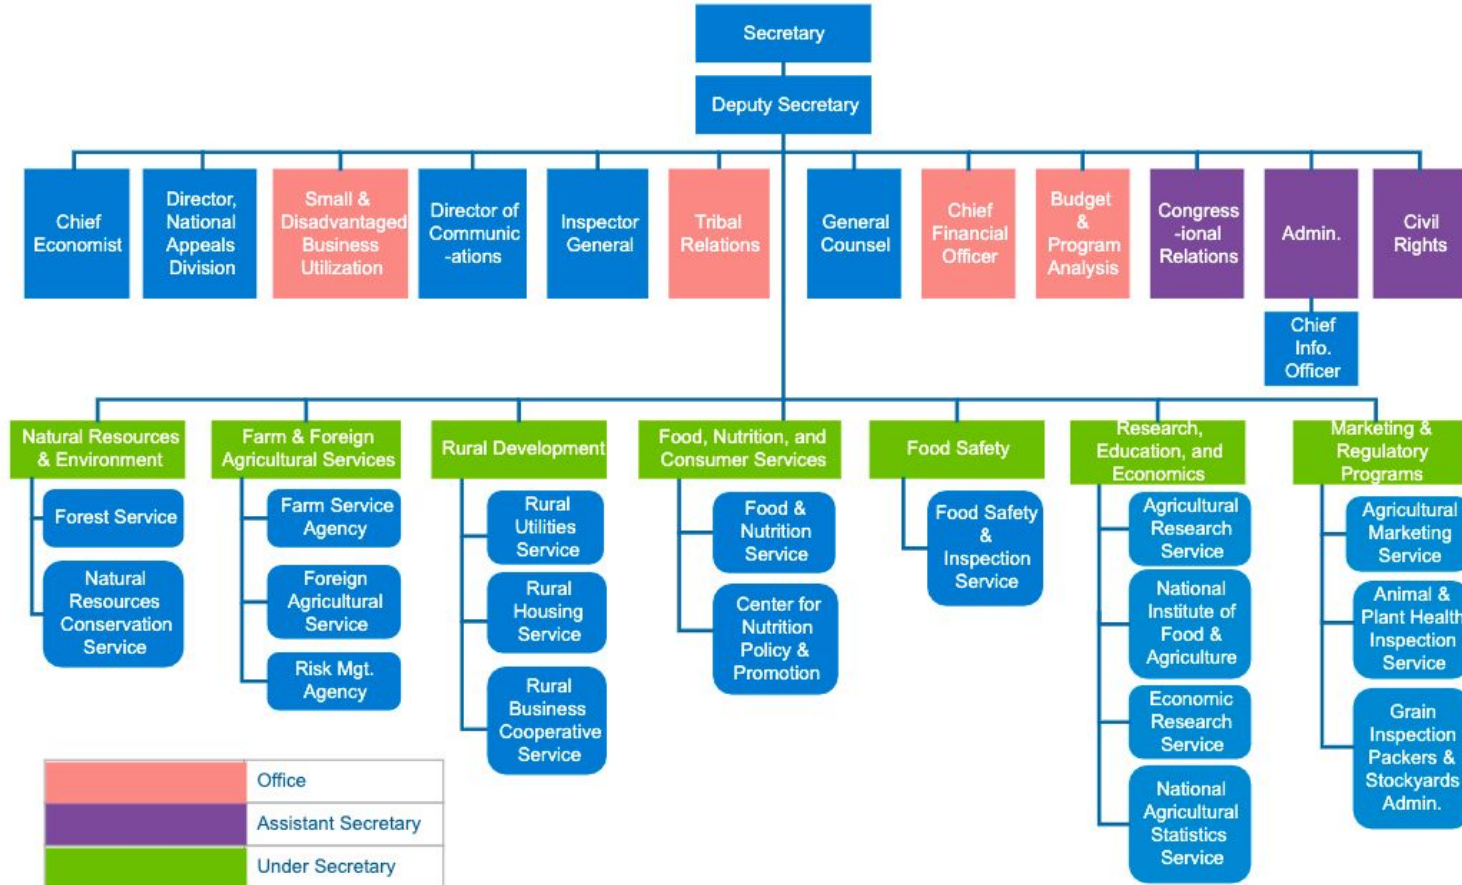 Secretary
Deputy Secretary
Chief
Economist
Director,
National
Appeals
Division
Small &
Disadvantaged
Business
Utilization
Director of
Communic
-ations
Inspector
General
Tribal
Relations
General
Counsel
Chief
Financial
Officer
Budget
&
Program
Analysis
Congress
-ional
Relations
Admin.
Civil
Rights
Chief
Info.
Officer
Natural Resources
& Environment
Forest Service
Natural
Resources
Conservation
Service
Farm & Foreign
Agricultural Services
Farm Service
Agency
Foreign
Agricultural
Service
Risk Mgt.
Agency
Rural Development
Rural
Utilities
Service
Rural
Housing
Service
Rural
Business
Cooperative
Service
Food, Nutrition, and
Consumer Services
Food &
Nutrition
Service
Center for
Nutrition
Policy &
Promotion
Food Safety
Food Safety
&
Inspection
Service
Research,
Education, and
Economics
Agricultural
Research
Service
National
Institute of
Food &
Agriculture
Economic
Research
Service
National
Agricultural
Statistics
Service
Marketing &
Regulatory
Programs
Agricultural
Marketing
Service
Animal &
Plant Health
Inspection
Service
Grain
Inspection
Packers &
Stockyards
Admin.
Office
Assistant Secretary
Under Secretary